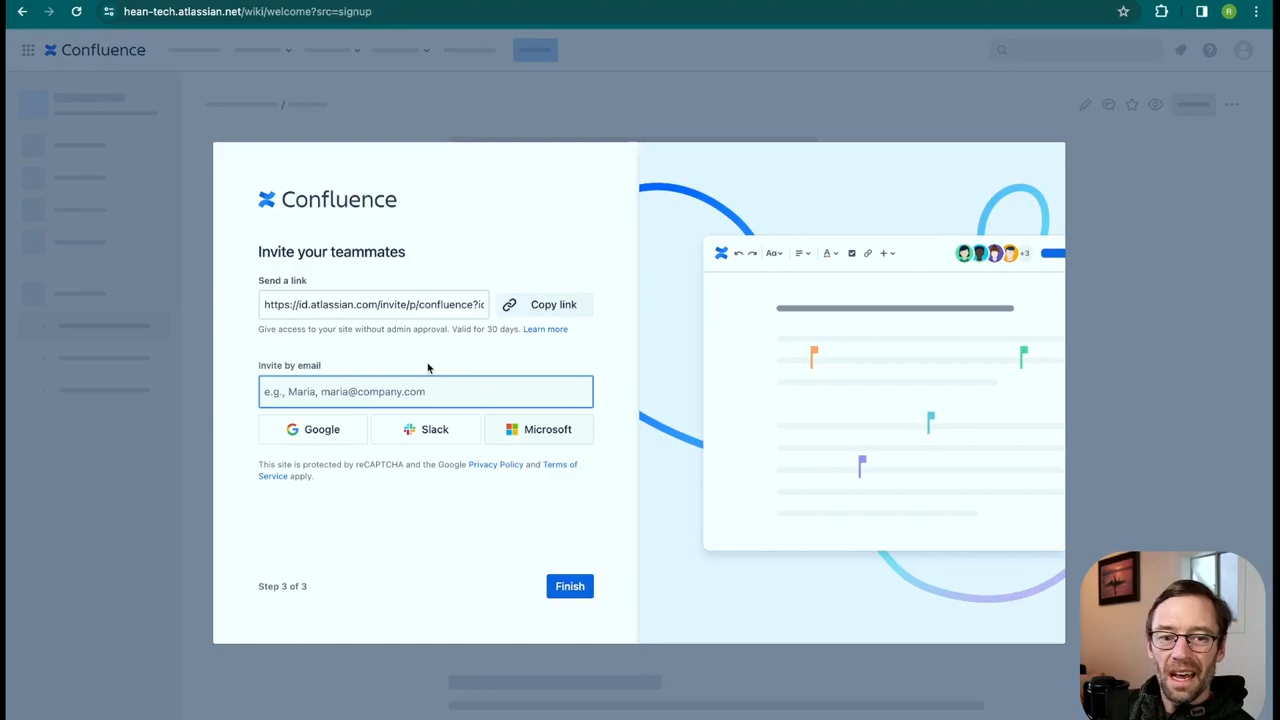 hean-tech.atlassian.net/wiki/welcome?src=signup
R
Confluence
/
Confluence
Invite your teammates
Send a link
https://id.atlassian.com/invite/p/confluence?ic
Copy link
Give access to your site without admin approval. Valid for 30 days. Learn more
Invite by email
e.g., Maria, maria@company.com
Google
Slack
Microsoft
This site is protected by reCAPTCHA and the Google Privacy Policy and Terms of
Service apply.
Step 3 of 3
Finish
Aa
A
+3